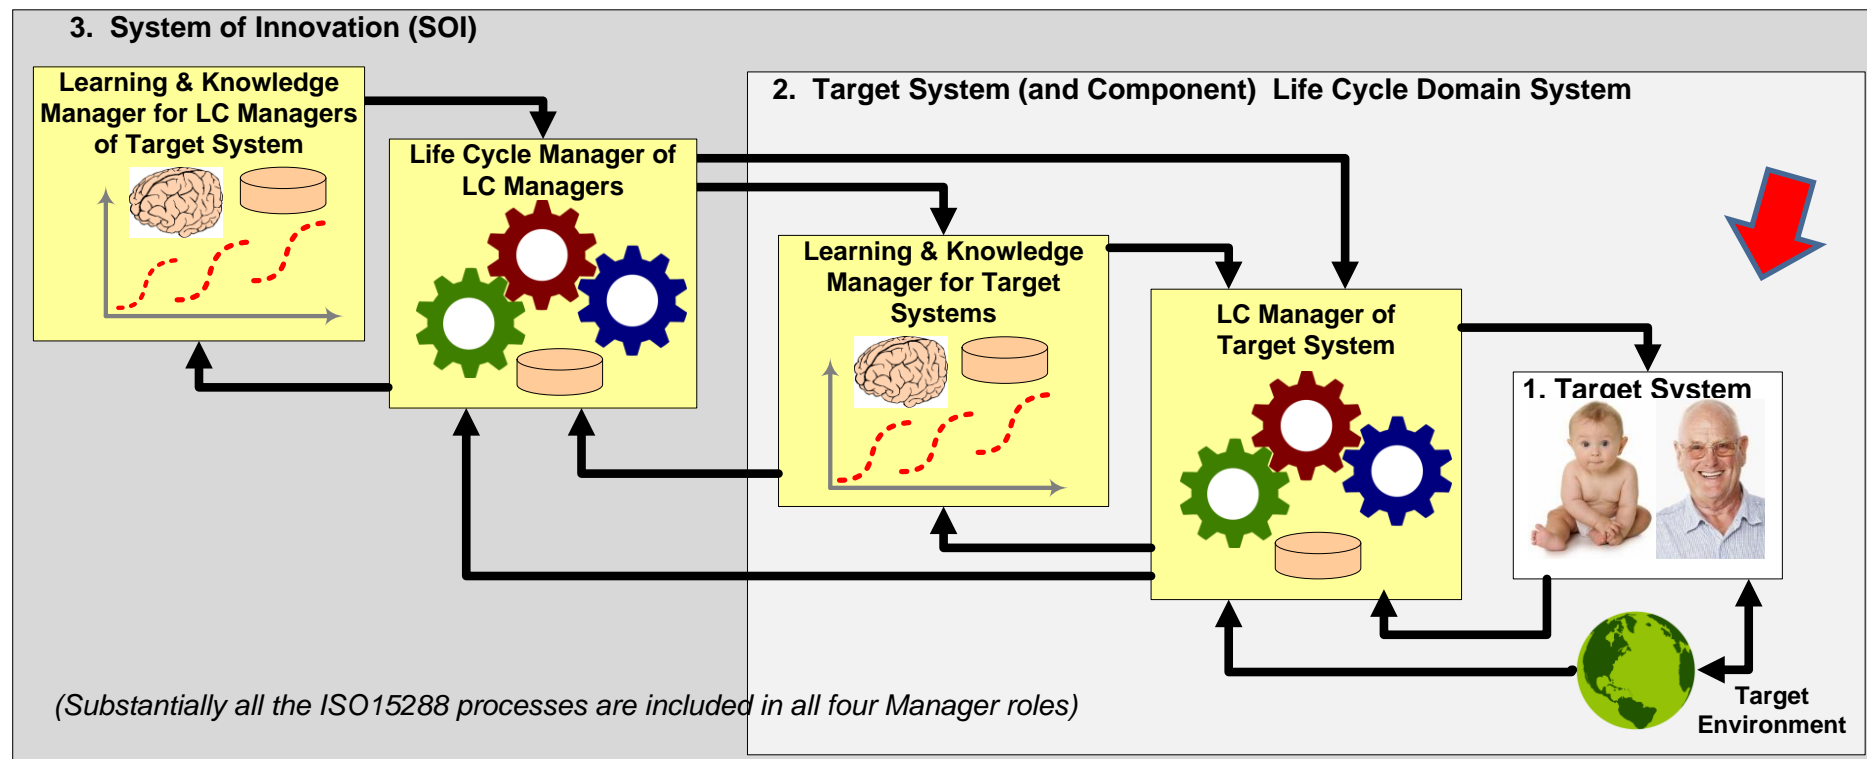 3. System of Innovation (SOI)
Learning & Knowledge
Manager for LC Managers
of Target System
2. Target System (and Component) Life Cycle Domain System
Life Cycle Manager of
LC Managers
Learning & Knowledge
Manager for Target
Systems
LC Manager of
Target System
1. Target System
(Substantially all the ISO15288 processes are included in all four Manager roles)
Target
Environment